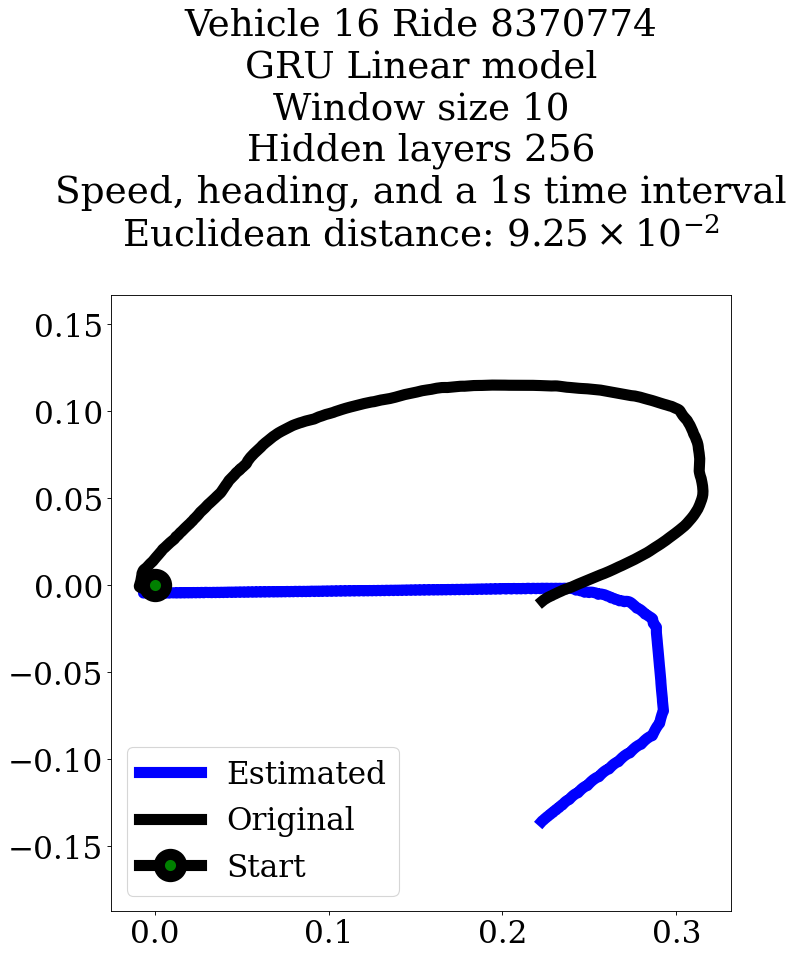 Vehicle 16 Ride 8370774
GRU Linear model
Window size 10
Hidden layers 256
Speed, heading, and a 1s time interval
Euclidean distance: 9.25 × 10⁻²
0.15
0.10
0.05
0.00
−0.05
−0.10
−0.15
Estimated
Original
Start
0.0 0.1 0.2 0.3